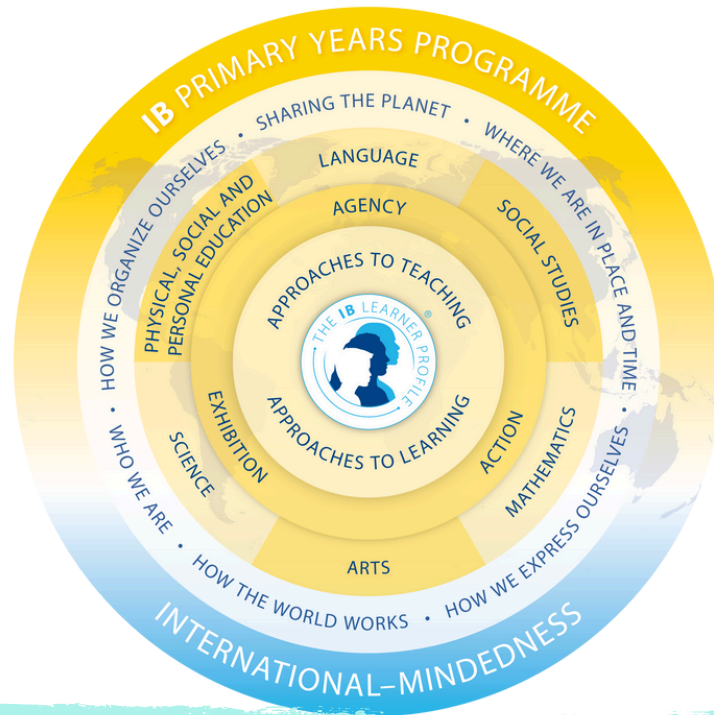 IB PRIMARY YEARS PROGRAMME
SHARING THE PLANET
•
WHERE WE ARE IN PLACE AND TIME
•
HOW WE EXPRESS OURSELVES
•
HOW THE WORLD WORKS
•
WHO WE ARE
•
HOW WE ORGANIZE OURSELVES
•
LANGUAGE
SOCIAL STUDIES
MATHEMATICS
ARTS
SCIENCE
PHYSICAL, SOCIAL AND
PERSONAL EDUCATION
AGENCY
ACTION
EXHIBITION
APPROACHES TO TEACHING
• THE IB LEARNER PROFILE •
®
APPROACHES TO LEARNING
INTERNATIONAL–MINDEDNESS